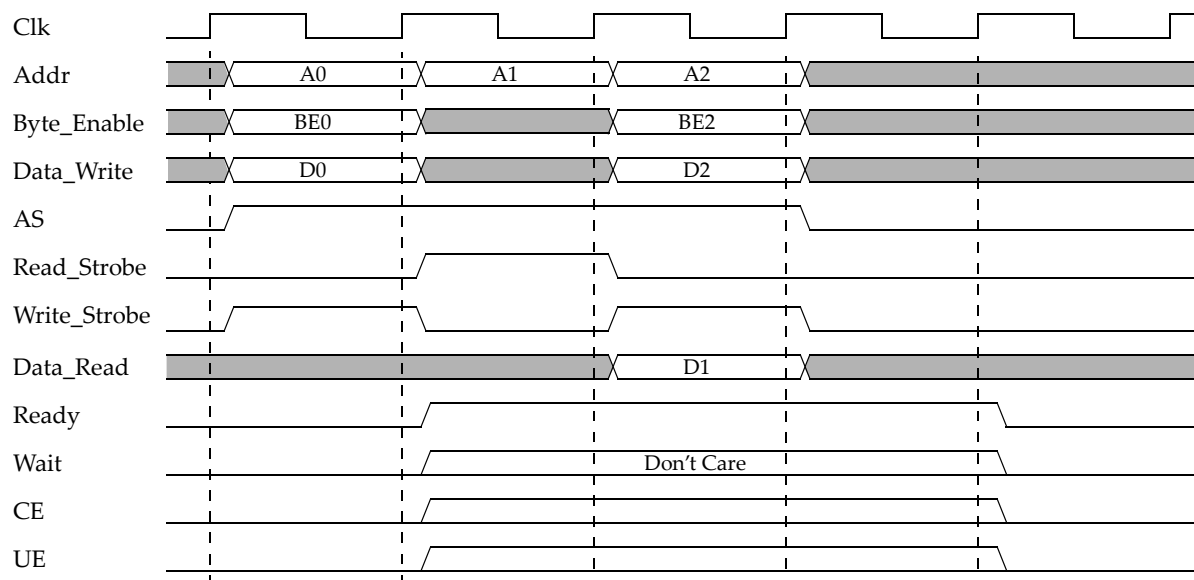 Clk
Addr A0 A1 A2
Byte_Enable BE0 BE2
Data_Write D0 D2
AS
Read_Strobe
Write_Strobe
Data_Read D1
Ready
Wait Don't Care
CE
UE